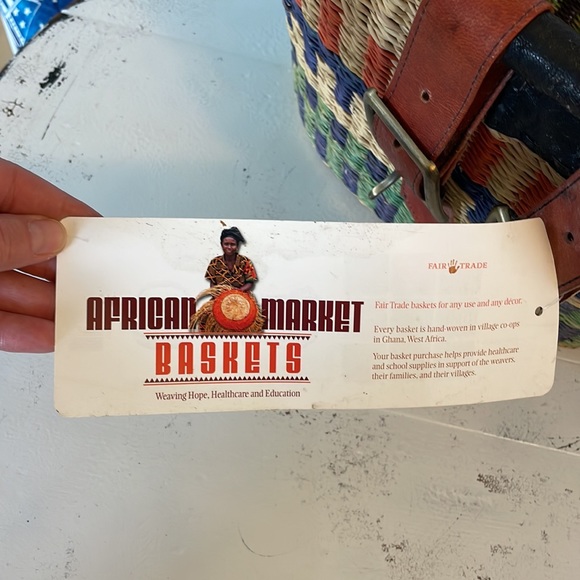 AFRICAN MARKET
BASKETS
Weaving Hope, Healthcare and Education
FAIR TRADE
Fair Trade baskets for any use and any decor.
Every basket is hand-woven in village co-ops
in Ghana, West Africa.
Your basket purchase helps provide healthcare
and school supplies in support of the weavers,
their families, and their villages.